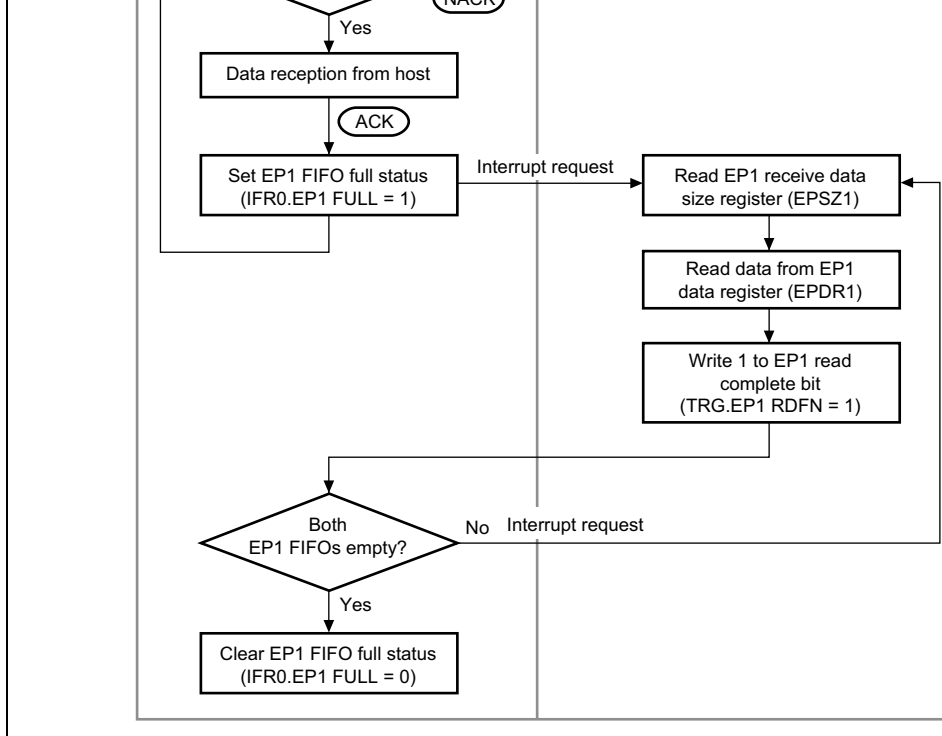 NACK
Yes
Data reception from host
ACK
Set EP1 FIFO full status
(IFR0.EP1 FULL = 1)
Interrupt request
Read EP1 receive data
size register (EPSZ1)
Read data from EP1
data register (EPDR1)
Write 1 to EP1 read
complete bit
(TRG.EP1 RDFN = 1)
Both
EP1 FIFOs empty?
No
Interrupt request
Yes
Clear EP1 FIFO full status
(IFR0.EP1 FULL = 0)